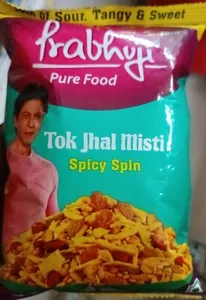 of Sour, Tangy & Sweet
Prabhuji
Pure Food
Tok Jhal Misti
Spicy Spin